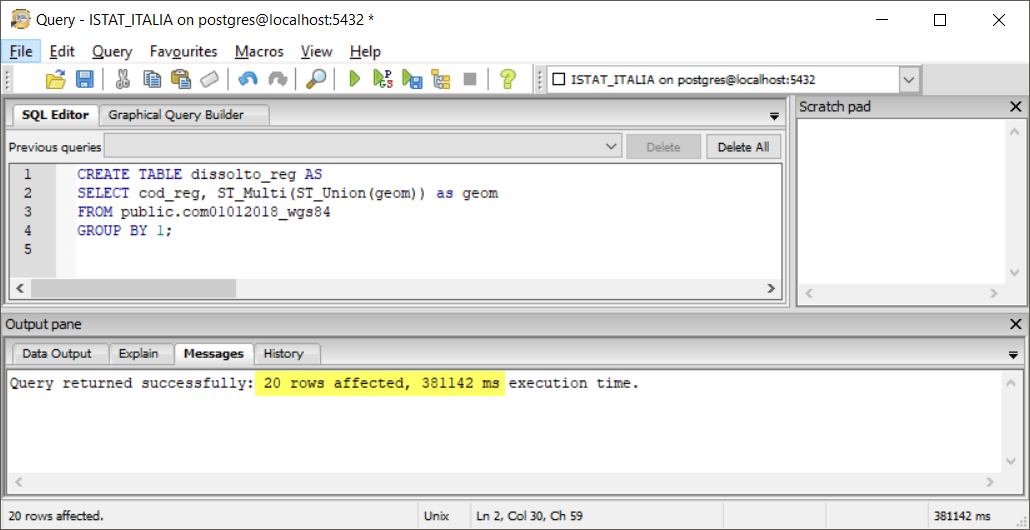 Query - ISTAT_ITALIA on postgres@localhost:5432 *
File Edit Query Favourites Macros View Help
ISTAT_ITALIA on postgres@localhost:5432
SQL Editor Graphical Query Builder
Scratch pad
Previous queries Delete Delete All
1 CREATE TABLE dissolto_reg AS
2 SELECT cod_reg, ST_Multi(ST_Union(geom)) as geom
3 FROM public.com01012018_wgs84
4 GROUP BY 1;
5
Output pane
Data Output Explain Messages History
Query returned successfully: 20 rows affected, 381142 ms execution time.
20 rows affected. Unix Ln 2, Col 30, Ch 59 381142 ms